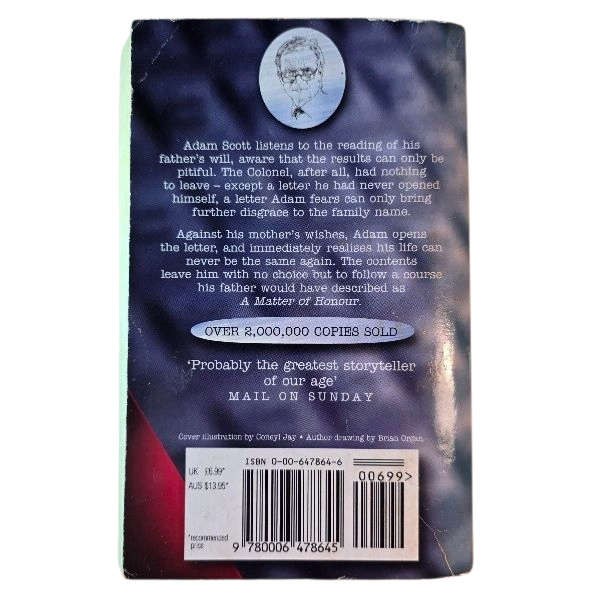 Adam Scott listens to the reading of his
father's will, aware that the results can only be
pitiful. The Colonel, after all, had nothing
to leave – except a letter he had never opened
himself, a letter Adam fears can only bring
further disgrace to the family name.
Against his mother's wishes, Adam opens
the letter, and immediately realises his life can
never be the same again. The contents
leave him with no choice but to follow a course
his father would have described as
A Matter of Honour.
OVER 2,000,000 COPIES SOLD
'Probably the greatest storyteller
of our age'
MAIL ON SUNDAY
Cover illustration by Goneyl Jay • Author drawing by Brian Organ
ISBN 0-00-647864-6
UK £6.99*
AUS $13.95*
*recommended
price
00699>
9 780006 478645